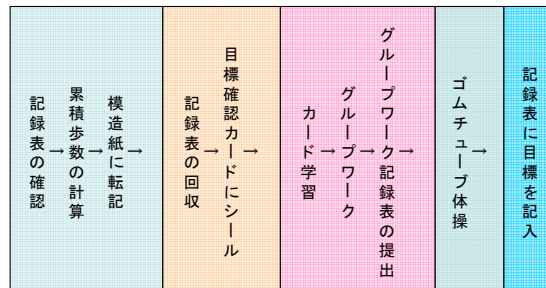 記録表の確認
→
累積歩数の計算
→
模造紙に転記
記録表の回収
→
目標確認カードにシール
→
カード学習
→
グループワーク
→
グループワーク記録表の提出
ゴムチューブ体操
→
記録表に目標を記入